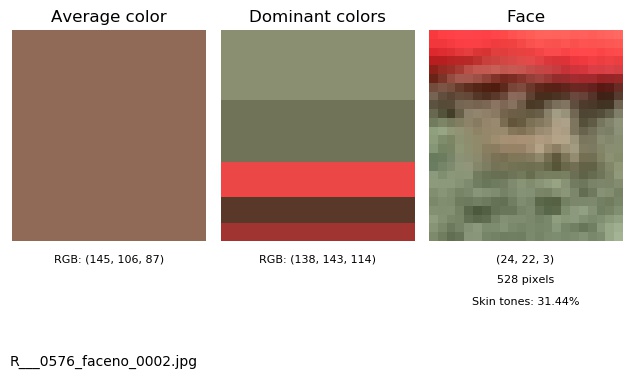 Average color
Dominant colors
Face
RGB: (145, 106, 87)
RGB: (138, 143, 114)
(24, 22, 3)
528 pixels
Skin tones: 31.44%
R___0576_faceno_0002.jpg